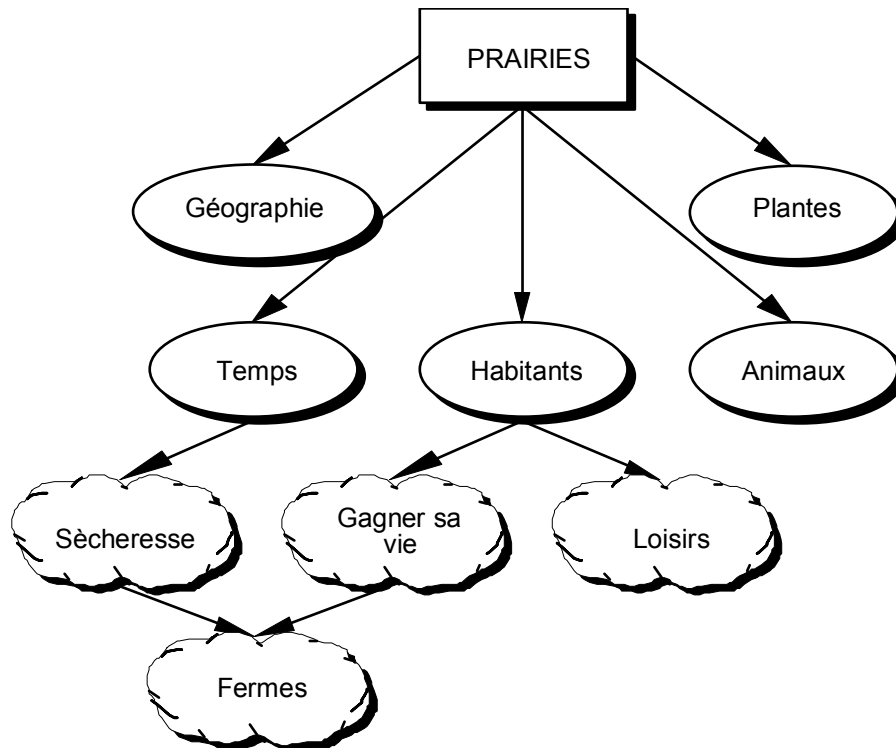 PRAIRIES
Géographie
Plantes
Temps
Habitants
Animaux
Sècheresse
Gagner sa
vie
Loisirs
Fermes